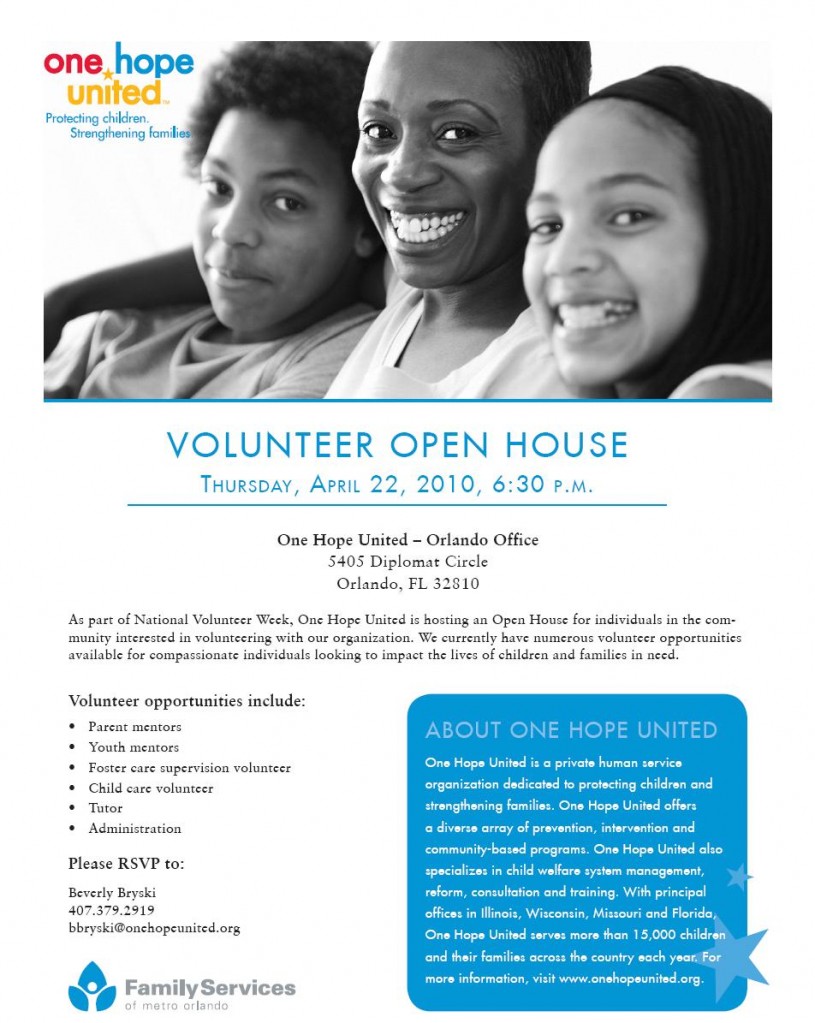 one hope
united™
Protecting children.
Strengthening families
VOLUNTEER OPEN HOUSE
Thursday, April 22, 2010, 6:30 p.m.
One Hope United – Orlando Office
5405 Diplomat Circle
Orlando, FL 32810
As part of National Volunteer Week, One Hope United is hosting an Open House for individuals in the com-
munity interested in volunteering with our organization. We currently have numerous volunteer opportunities
available for compassionate individuals looking to impact the lives of children and families in need.
Volunteer opportunities include:
• Parent mentors
• Youth mentors
• Foster care supervision volunteer
• Child care volunteer
• Tutor
• Administration
Please RSVP to:
Beverly Bryski
407.379.2919
bbryski@onehopeunited.org
FamilyServices
of metro orlando
ABOUT ONE HOPE UNITED
One Hope United is a private human service
organization dedicated to protecting children and
strengthening families. One Hope United offers
a diverse array of prevention, intervention and
community-based programs. One Hope United also
specializes in child welfare system management,
reform, consultation and training. With principal
offices in Illinois, Wisconsin, Missouri and Florida,
One Hope United serves more than 15,000 children
and their families across the country each year. For
more information, visit www.onehopeunited.org.